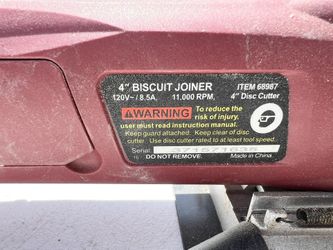 4" BISCUIT JOINER ITEM 68987
120V~/ 8.5A, 11,000 RPM, 4" Disc Cutter
⚠WARNING To reduce the
risk of injury,
user must read instruction manual.
Keep guard attached. Keep clear of disc
cutter. Use disc cutter rated to at least tool speed.
Serial:
DO NOT REMOVE. Made in China